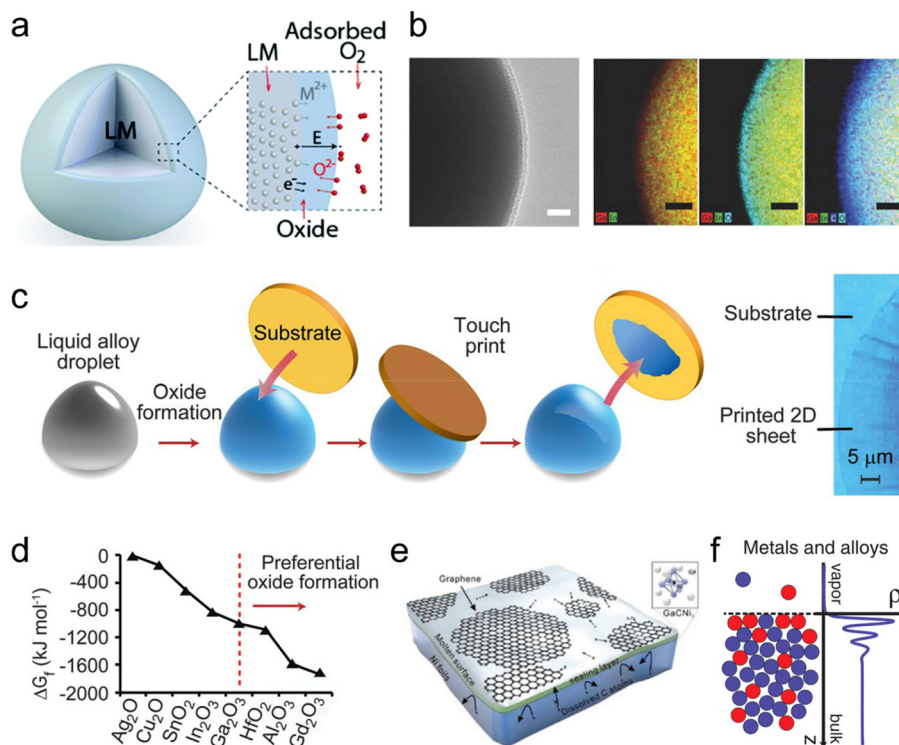 a
LM
LM
Adsorbed
O₂
M²⁺
E
O²⁻
e⁻
Oxide
b
Ga In
Ga In O
Ga In C O
c
Liquid alloy
droplet
Oxide
formation
Substrate
Touch
print
Substrate
Printed 2D
sheet
5 μm
d
ΔG_f (kJ mol⁻¹)
0
-400
-800
-1200
-1600
-2000
Preferential
oxide formation
Ag₂O
Cu₂O
SnO₂
In₂O₃
Ga₂O₃
HfO₂
Al₂O₃
Gd₂O₃
e
Graphene
Molten surface
Ni foils
sealing layer
Dissolved C atoms
f
Metals and alloys
vapor
ρ
bulk
z